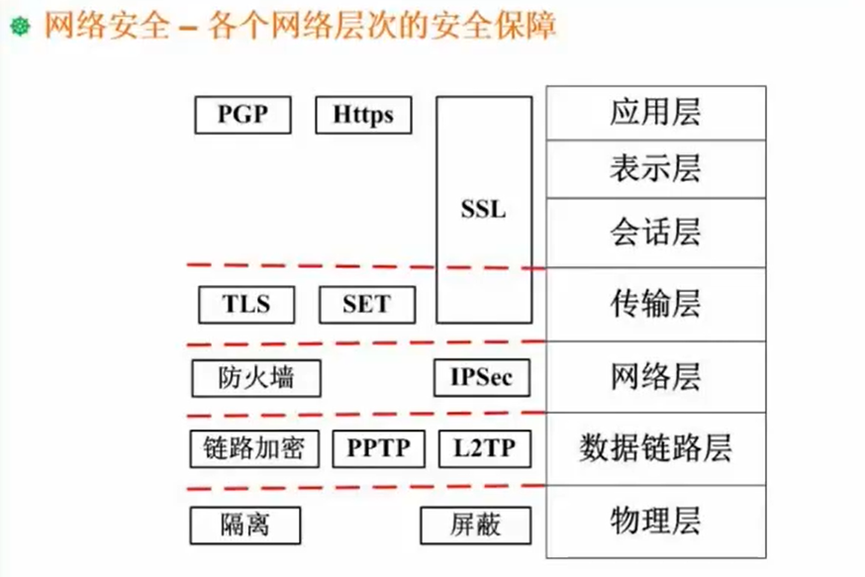 网络安全 – 各个网络层次的安全保障
PGP Https 应用层
表示层
SSL
会话层
TLS SET 传输层
防火墙 IPSec 网络层
链路加密 PPTP L2TP 数据链路层
隔离 屏蔽 物理层